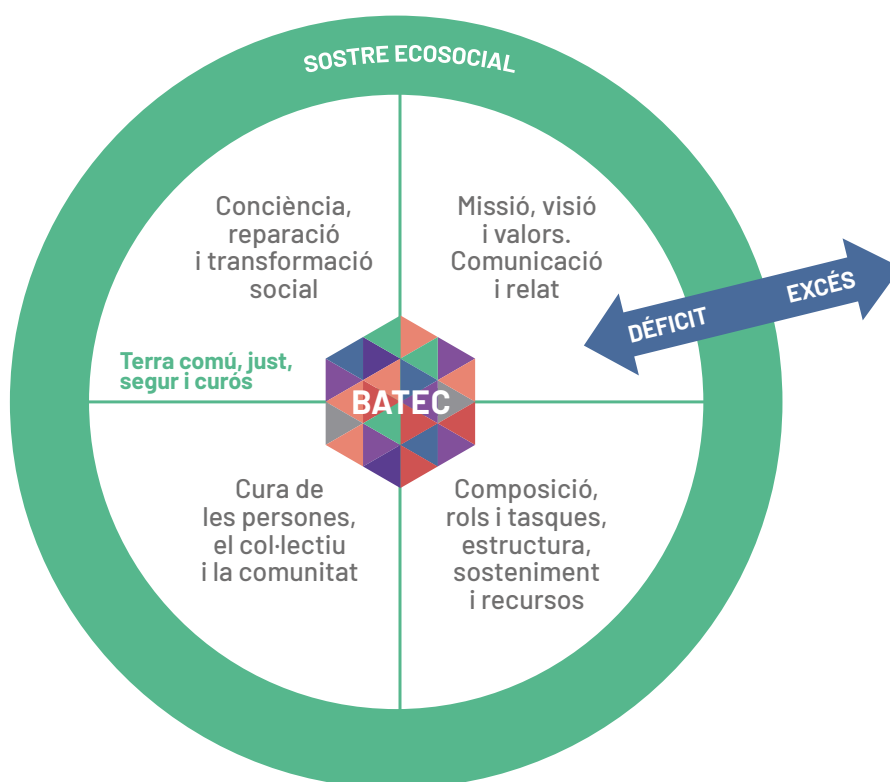 SOSTRE ECOSOCIAL
Conciència,
reparació
i transformació
social
Missió, visió
i valors.
Comunicació
i relat
DÉFICIT
EXCÉS
Terra comú, just,
segur i curós
BATEC
Cura de
les persones,
el col·lectiu
i la comunitat
Composició,
rols i tasques,
estructura,
sosteniment
i recursos